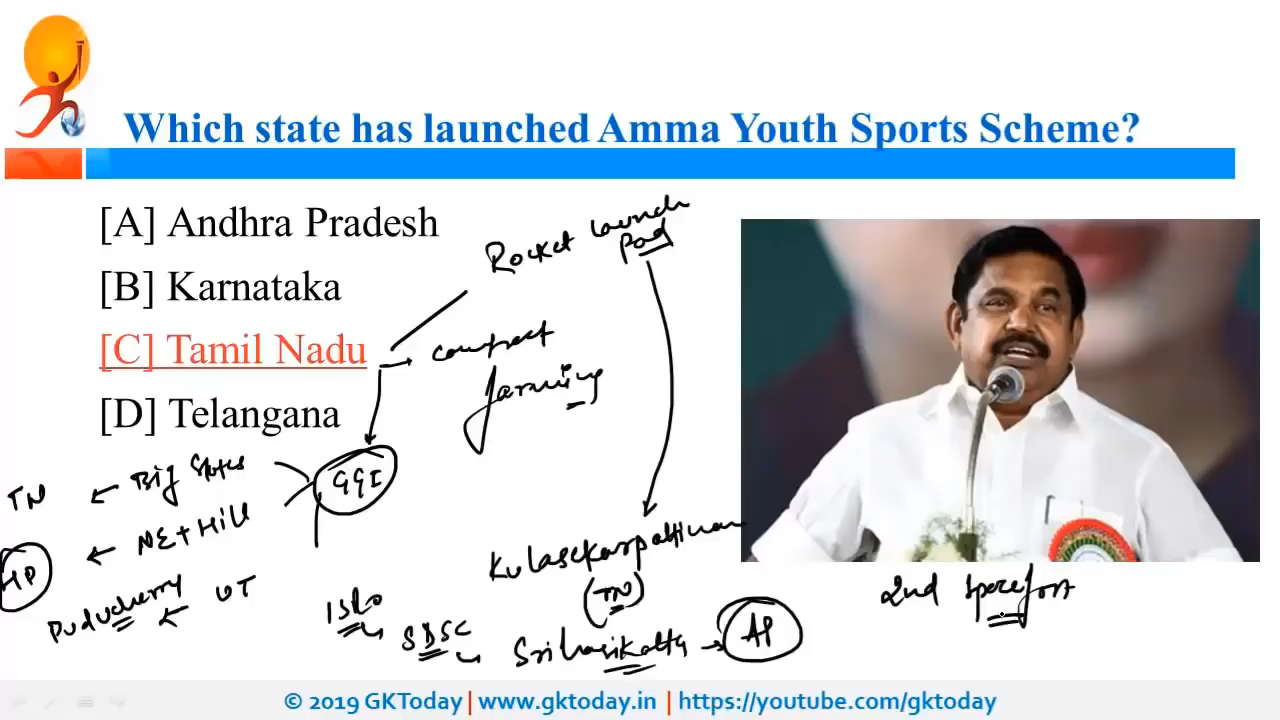 Which state has launched Amma Youth Sports Scheme?
[A] Andhra Pradesh
[B] Karnataka
[C] Tamil Nadu
[D] Telangana
Rocket launch
Pad
contract
farming
GGI
Big States
TN
NE + Hill
HP
UT
Puducherry
Kulasekarpattinam
(TN)
ISRO
SDSC
Sriharikotta
AP
2nd Spaceport
© 2019 GKToday | www.gktoday.in | https://youtube.com/gktoday